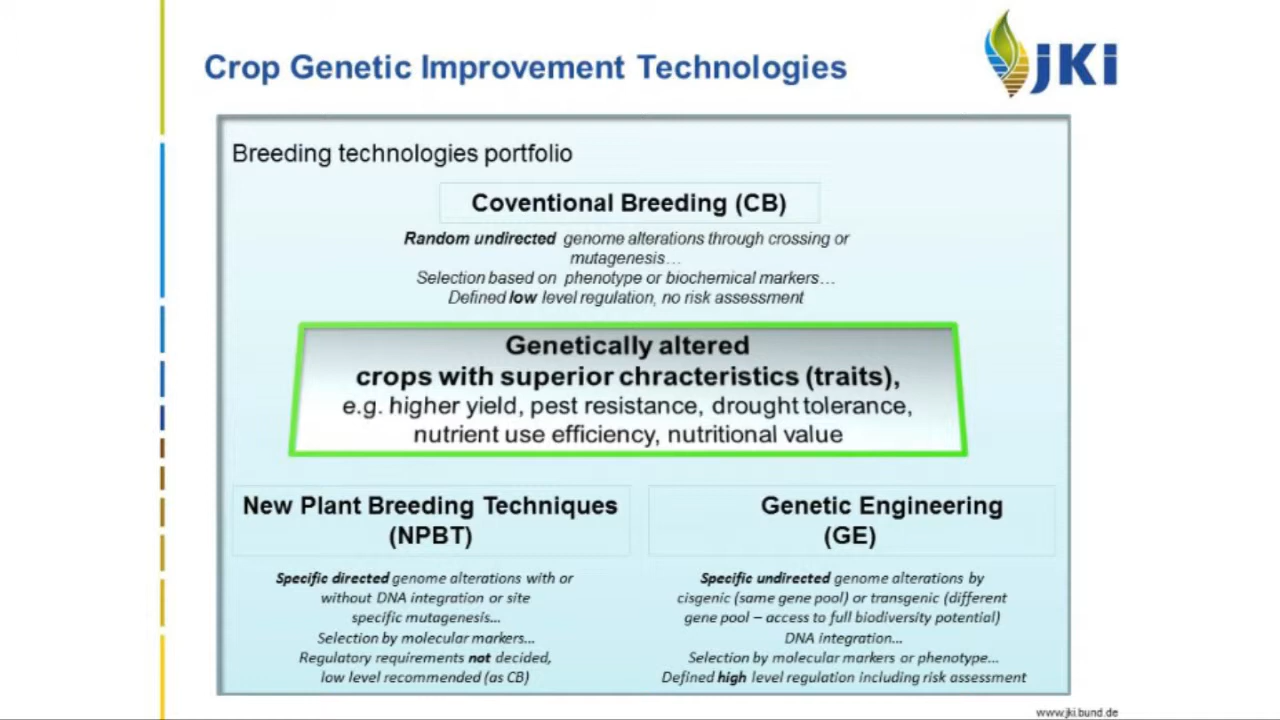 Crop Genetic Improvement Technologies
JKI
Breeding technologies portfolio
Coventional Breeding (CB)
Random undirected genome alterations through crossing or
mutagenesis…
Selection based on phenotype or biochemical markers…
Defined low level regulation, no risk assessment
Genetically altered
crops with superior chracteristics (traits),
e.g. higher yield, pest resistance, drought tolerance,
nutrient use efficiency, nutritional value
New Plant Breeding Techniques
(NPBT)
Specific directed genome alterations with or
without DNA integration or site
specific mutagenesis…
Selection by molecular markers…
Regulatory requirements not decided,
low level recommended (as CB)
Genetic Engineering
(GE)
Specific undirected genome alterations by
cisgenic (same gene pool) or transgenic (different
gene pool – access to full biodiversity potential)
DNA integration…
Selection by molecular markers or phenotype…
Defined high level regulation including risk assessment
www.jki.bund.de